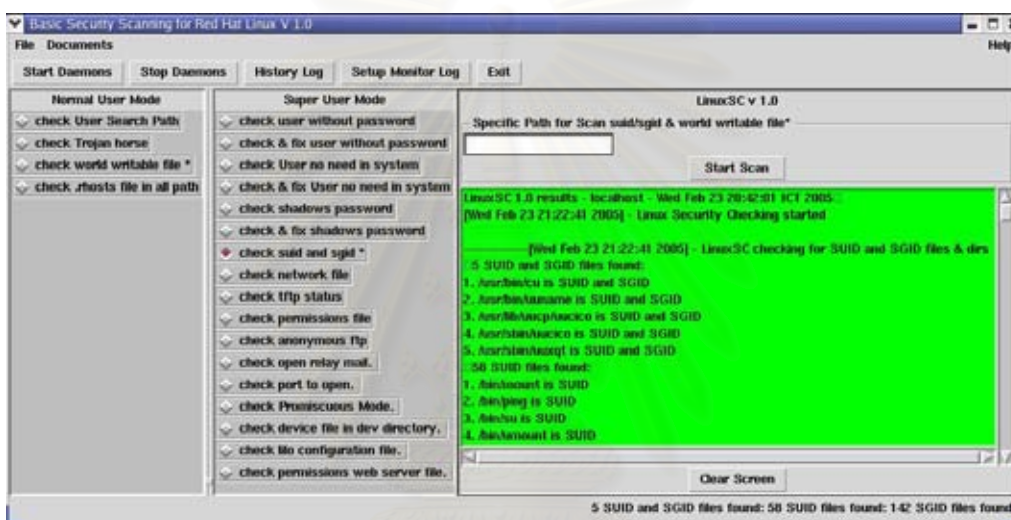 Basic Security Scanning for Red Hat Linux V 1.0
File Documents Help
Start Daemons Stop Daemons History Log Setup Monitor Log Exit
Normal User Mode
check User Search Path
check Trojan horse
check world writable file *
check .rhosts file in all path
Super User Mode
check user without password
check & fix user without password
check User no need in system
check & fix User no need in system
check shadows password
check & fix shadows password
check suid and sgid *
check network file
check tftp status
check permissions file
check anonymous ftp
check open relay mail.
check port to open.
check Promiscuous Mode.
check device file in dev directory.
check lilo configuration file.
check permissions web server file.
LinuxSC v 1.0
Specific Path for Scan suid/sgid & world writable file*
Start Scan
LinuxSC 1.0 results - localhost - Wed Feb 23 20:42:01 ICT 2005
[Wed Feb 23 21:22:41 2005] - Linux Security Checking started
[Wed Feb 23 21:22:41 2005] - LinuxSC checking for SUID and SGID files & dirs
5 SUID and SGID files found:
1. /usr/bin/cu is SUID and SGID
2. /usr/bin/uuname is SUID and SGID
3. /usr/lib/uucp/uucico is SUID and SGID
4. /usr/sbin/uucico is SUID and SGID
5. /usr/sbin/uuxqt is SUID and SGID
58 SUID files found:
1. /bin/mount is SUID
2. /bin/ping is SUID
3. /bin/su is SUID
4. /bin/umount is SUID
Clear Screen
5 SUID and SGID files found: 58 SUID files found: 142 SGID files found